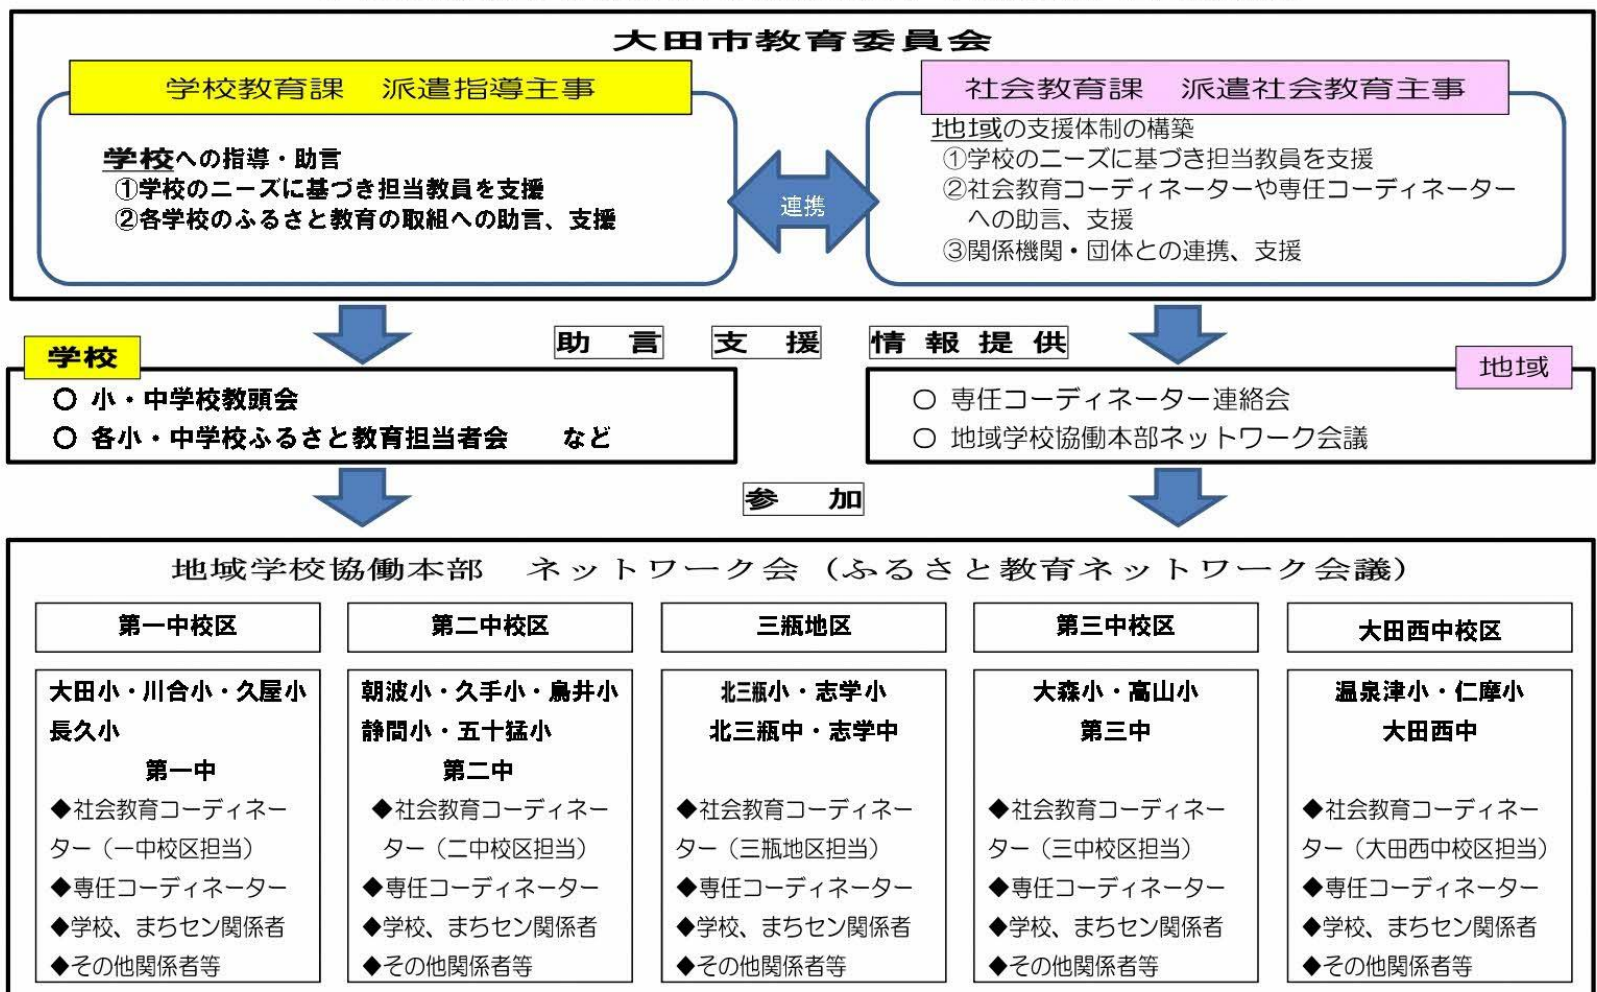 大田市教育委員会
学校教育課　派遣指導主事
学校への指導・助言
①学校のニーズに基づき担当教員を支援
②各学校のふるさと教育の取組への助言、支援
連携
社会教育課　派遣社会教育主事
地域の支援体制の構築
①学校のニーズに基づき担当教員を支援
②社会教育コーディネーターや専任コーディネーター
への助言、支援
③関係機関・団体との連携、支援
助　言
支　援
情 報 提 供
学校
○ 小・中学校教頭会
○ 各小・中学校ふるさと教育担当者会　　など
地域
○ 専任コーディネーター連絡会
○ 地域学校協働本部ネットワーク会議
参　加
地域学校協働本部　ネットワーク会（ふるさと教育ネットワーク会議）
第一中校区
大田小・川合小・久屋小
長久小
第一中
◆社会教育コーディネー
ター（一中校区担当）
◆専任コーディネーター
◆学校、まちセン関係者
◆その他関係者等
第二中校区
朝波小・久手小・鳥井小
静間小・五十猛小
第二中
◆社会教育コーディネー
ター（二中校区担当）
◆専任コーディネーター
◆学校、まちセン関係者
◆その他関係者等
三瓶地区
北三瓶小・志学小
北三瓶中・志学中
◆社会教育コーディネー
ター（三瓶地区担当）
◆専任コーディネーター
◆学校、まちセン関係者
◆その他関係者等
第三中校区
大森小・高山小
第三中
◆社会教育コーディネー
ター（三中校区担当）
◆専任コーディネーター
◆学校、まちセン関係者
◆その他関係者等
大田西中校区
温泉津小・仁摩小
大田西中
◆社会教育コーディネー
ター（大田西中校区担当）
◆専任コーディネーター
◆学校、まちセン関係者
◆その他関係者等